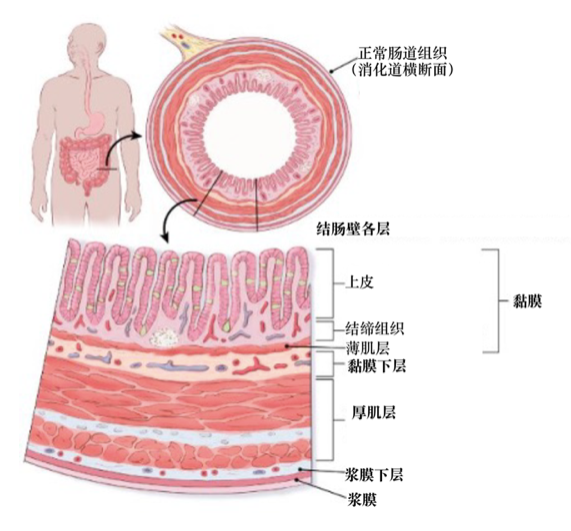 正常肠道组织
（消化道横断面）
结肠壁各层
上皮
黏膜
结缔组织
薄肌层
黏膜下层
厚肌层
浆膜下层
浆膜